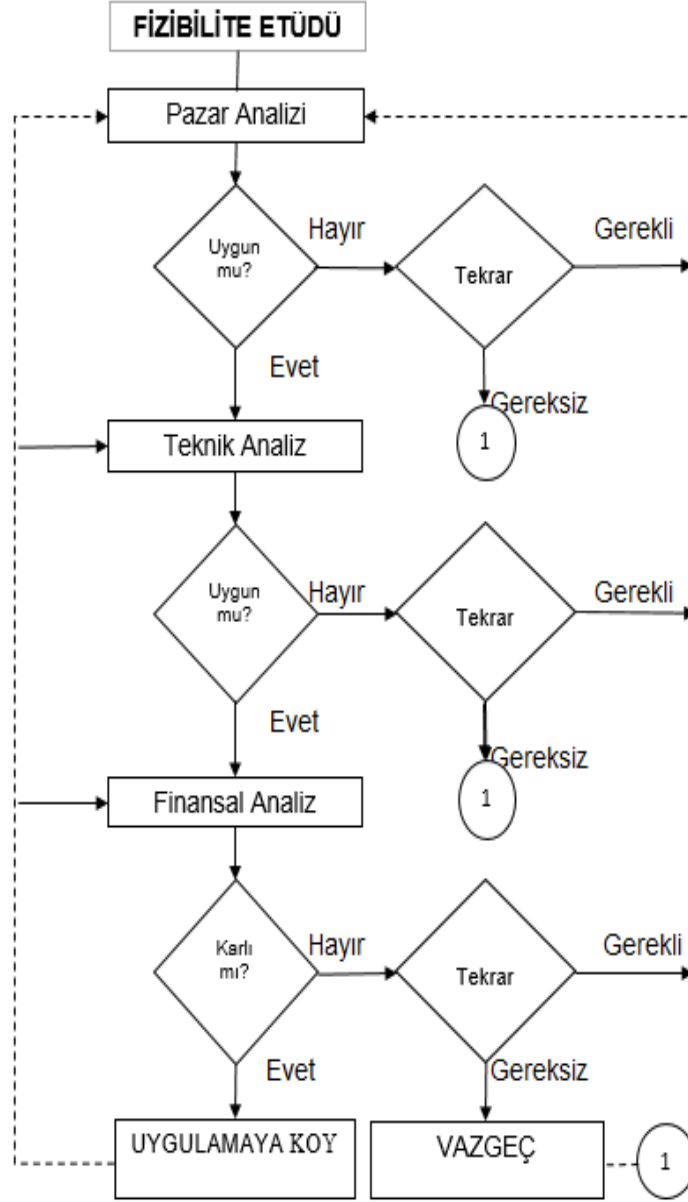 FİZİBİLİTE ETÜDÜ
Pazar Analizi
Uygun
mu?
Hayır
Tekrar
Gerekli
Evet
Gereksiz
1
Teknik Analiz
Uygun
mu?
Hayır
Tekrar
Gerekli
Evet
Gereksiz
1
Finansal Analiz
Karlı
mı?
Hayır
Tekrar
Gerekli
Evet
Gereksiz
UYGULAMAYA KOY
VAZGEÇ
1